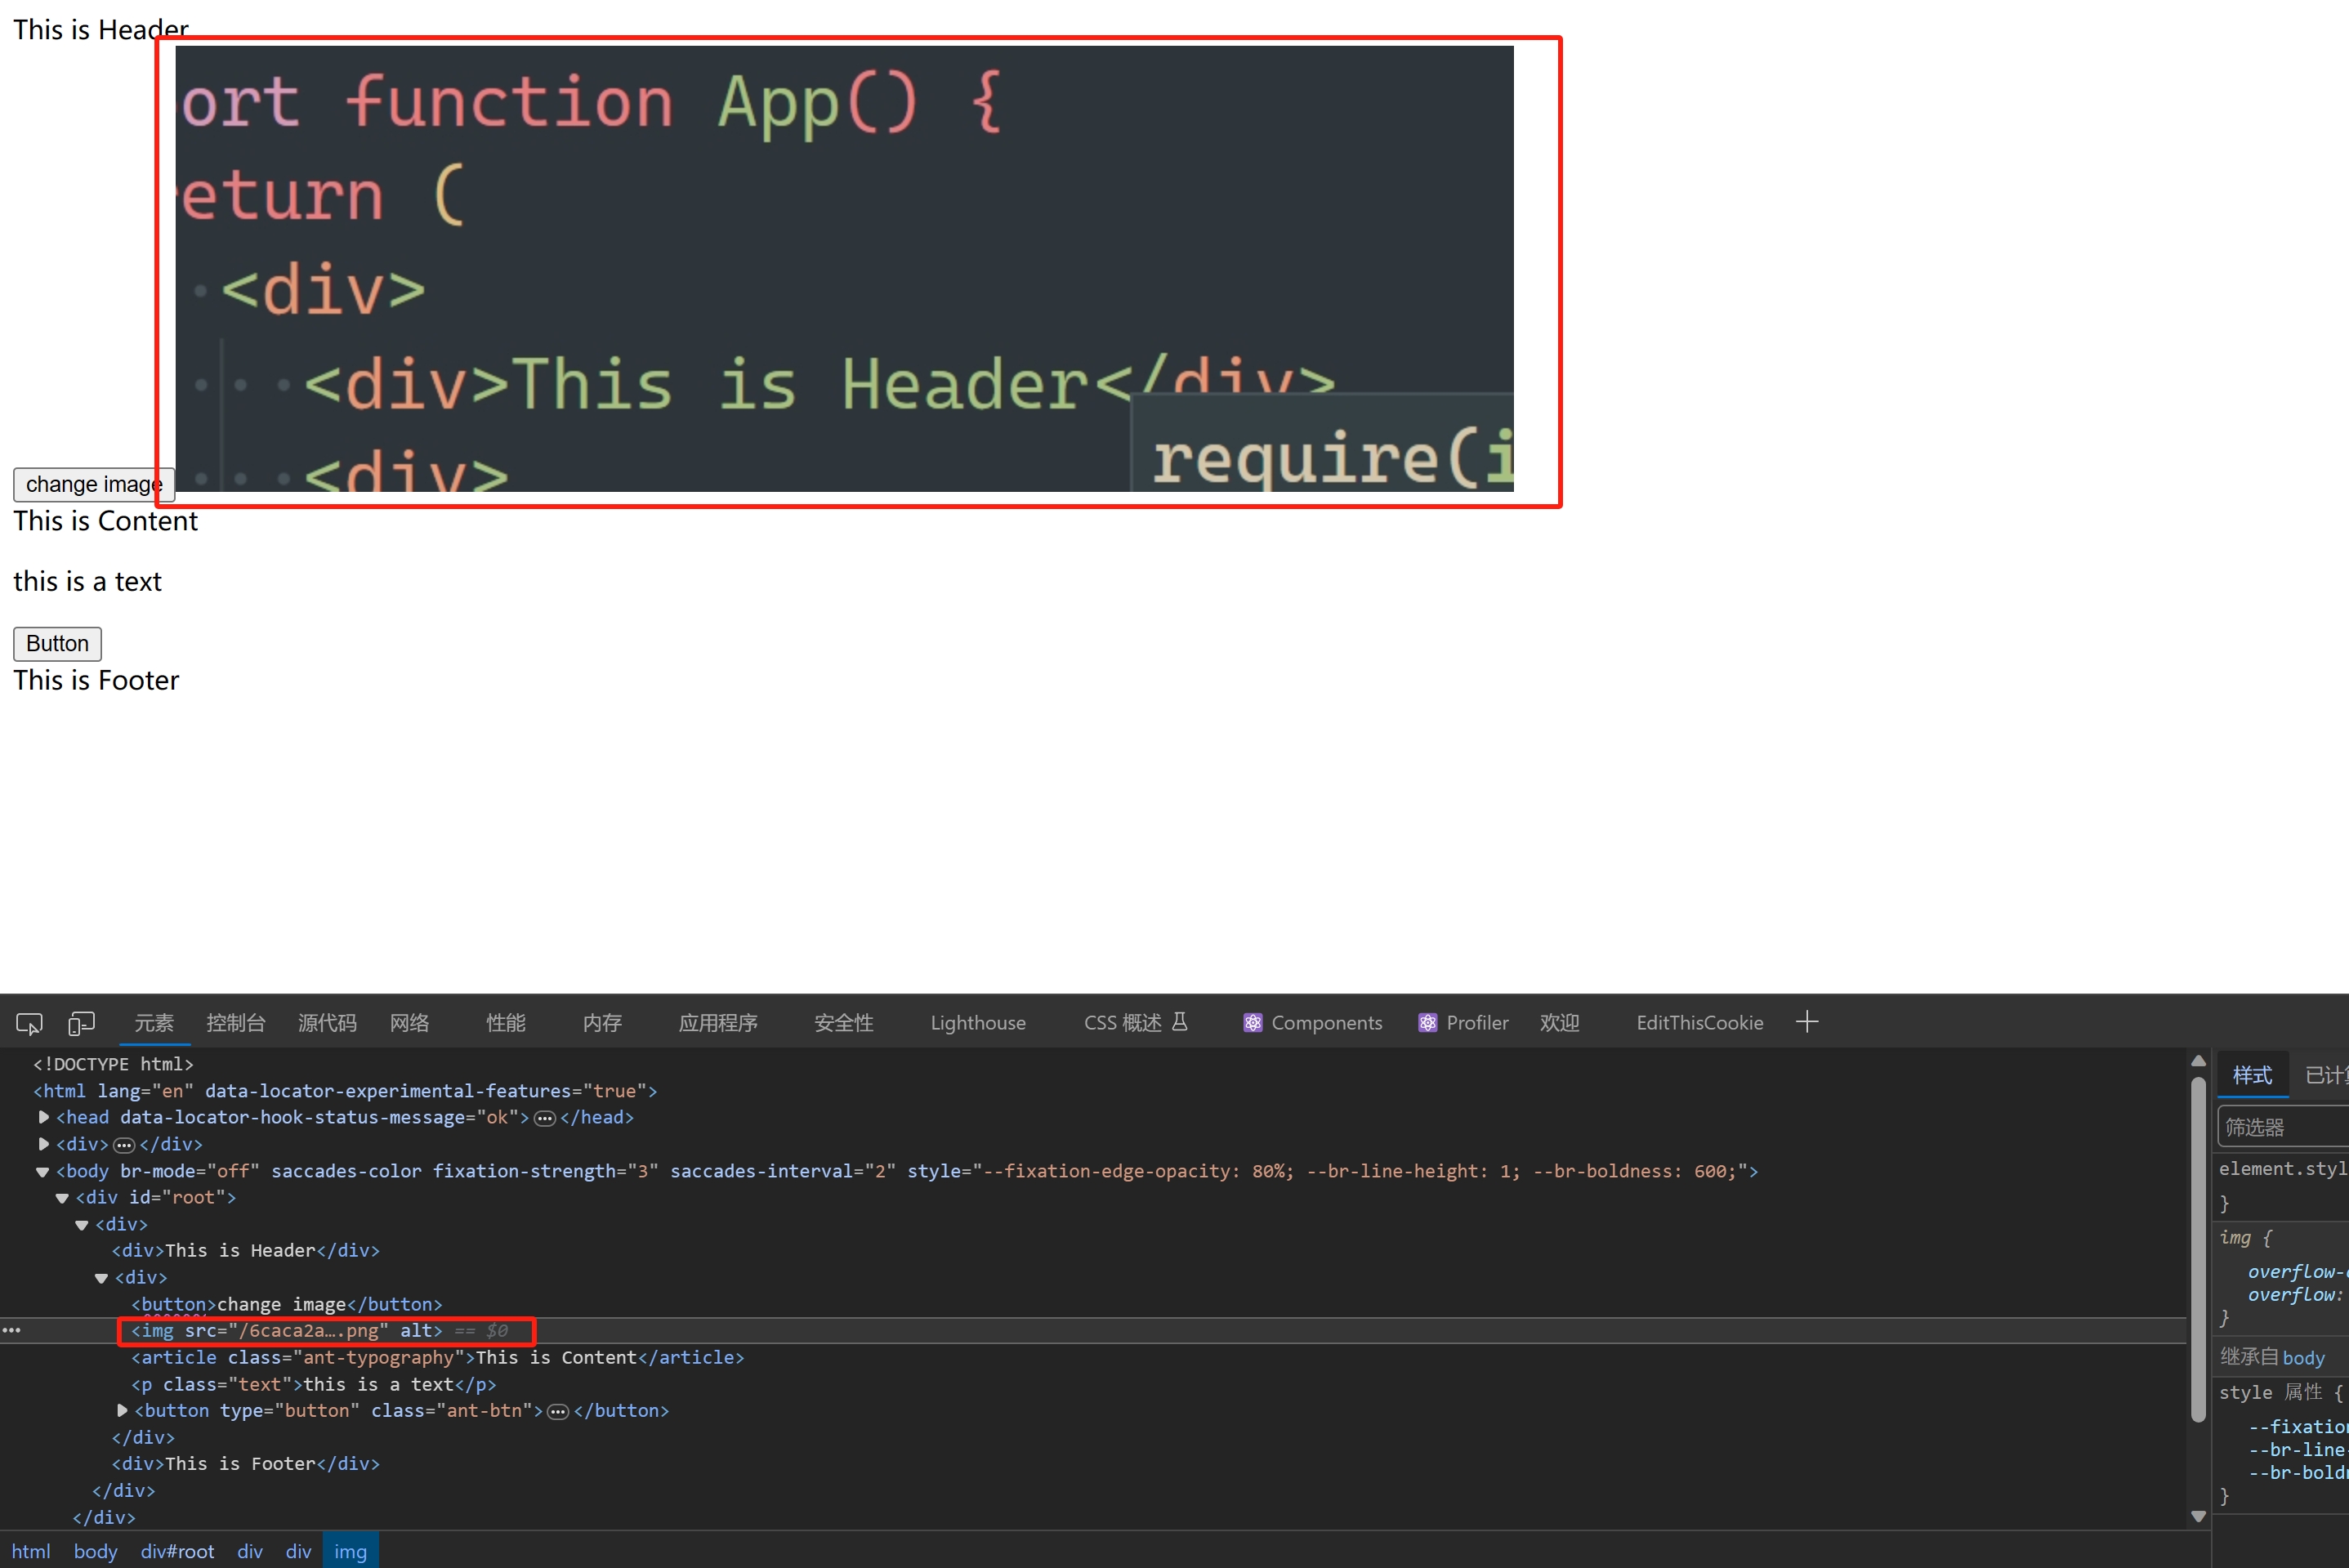 This is Header
ort function App() {
return (
<div>
<div>This is Header</div>
<div>
require(i
change image
This is Content
this is a text
Button
This is Footer
元素 控制台 源代码 网络 性能 内存 应用程序 安全性 Lighthouse CSS 概述 Components Profiler 欢迎 EditThisCookie
<!DOCTYPE html>
<html lang="en" data-locator-experimental-features="true">
<head data-locator-hook-status-message="ok"> … </head>
<div> … </div>
<body br-mode="off" saccades-color fixation-strength="3" saccades-interval="2" style="--fixation-edge-opacity: 80%; --br-line-height: 1; --br-boldness: 600;">
<div id="root">
<div>
<div>This is Header</div>
<div>
<button>change image</button>
<img src="/6caca2a….png" alt> == $0
<article class="ant-typography">This is Content</article>
<p class="text">this is a text</p>
<button type="button" class="ant-btn"> … </button>
</div>
<div>This is Footer</div>
</div>
</div>
html body div#root div div img
样式 已计
筛选器
element.styl
}
img {
overflow-
overflow:
}
继承自 body
style 属性 {
--fixation
--br-line-
--br-boldn
}